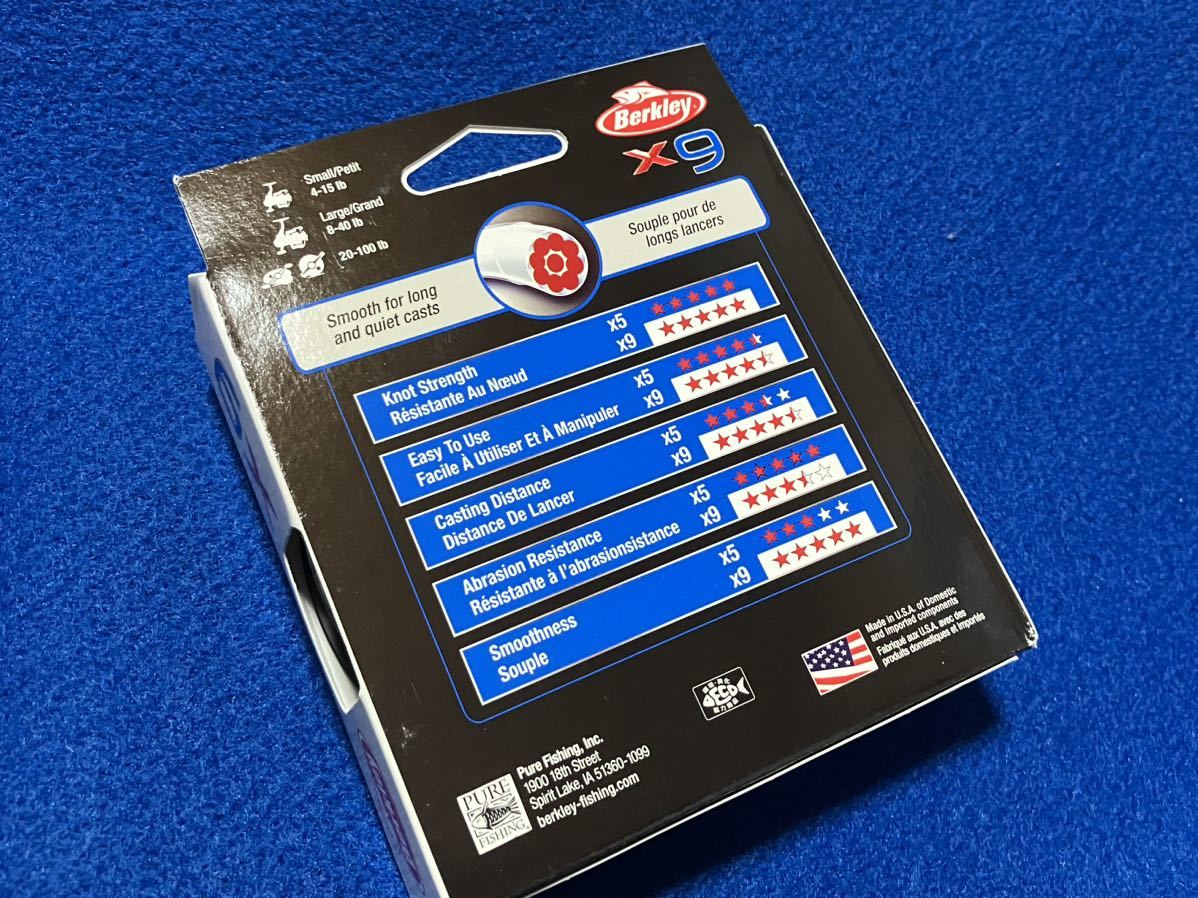 Berkley
x9
Small/Petit
4-15 lb
Large/Grand
8-40 lb
20-100 lb
Smooth for long
and quiet casts
Souple pour de
longs lancers
Knot Strength
Résistante Au Nœud
x5
x9
Easy To Use
Facile À Utiliser Et À Manipuler
x5
x9
Casting Distance
Distance De Lancer
x5
x9
Abrasion Resistance
Résistante à l'abrasionsistance
x5
x9
Smoothness
Souple
x5
x9
ECO
Made in U.S.A. of Domestic
and imported components
Fabriqué aux U.S.A. avec des
produits domestiques et importés
PURE
FISHING
Pure Fishing, Inc.
1900 18th Street
Spirit Lake, IA 51360-1099
berkley-fishing.com